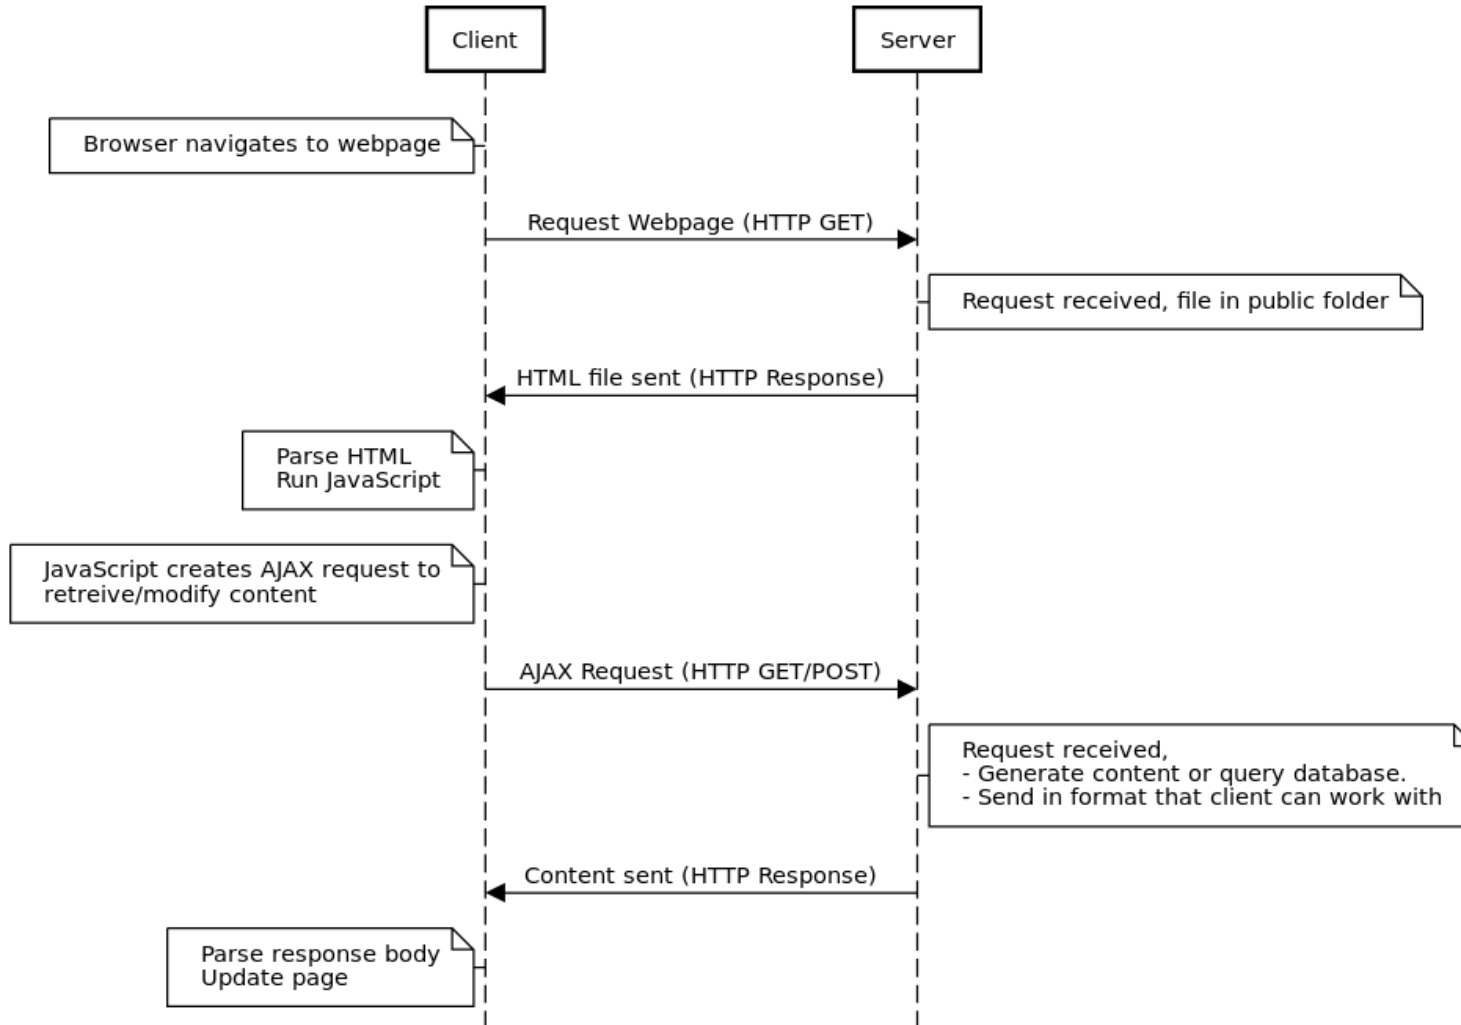 Client
Server
Browser navigates to webpage
Request Webpage (HTTP GET)
Request received, file in public folder
HTML file sent (HTTP Response)
Parse HTML
Run JavaScript
JavaScript creates AJAX request to
retreive/modify content
AJAX Request (HTTP GET/POST)
Request received,
- Generate content or query database.
- Send in format that client can work with
Content sent (HTTP Response)
Parse response body
Update page